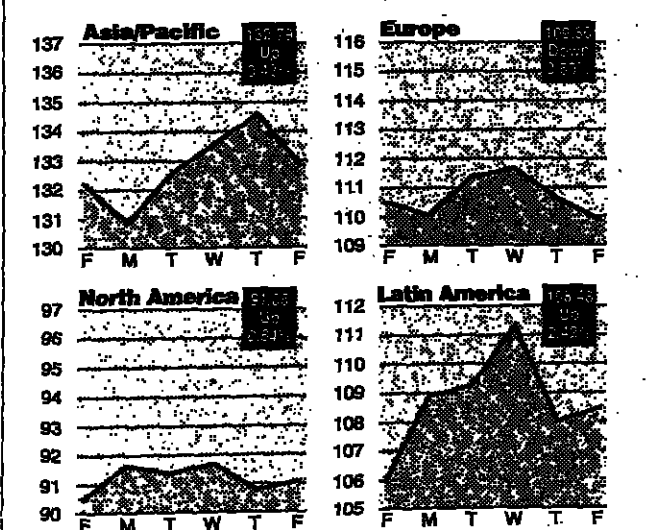 Asia/Pacific
Up
137
136
135
134
133
132
131
130
F M T W T F
Europe
Down
116
115
114
113
112
111
110
109
F M T W T F
North America
Up
97
96
95
94
93
92
91
90
F M T W T F
Latin America
Up
112
111
110
109
108
107
106
105
F M T W T F